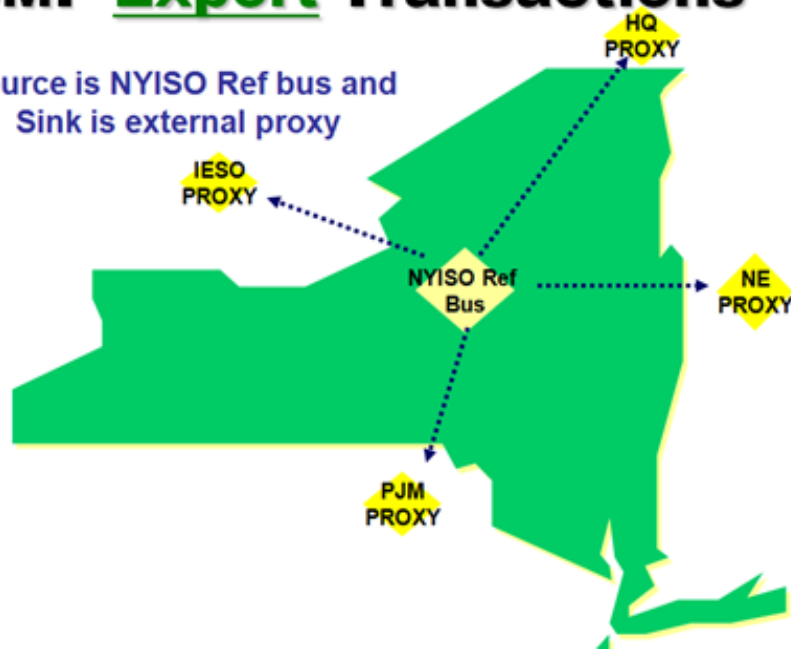 Export Transactions
urce is NYISO Ref bus and
Sink is external proxy
HQ
PROXY
IESO
PROXY
NYISO Ref
Bus
NE
PROXY
PJM
PROXY